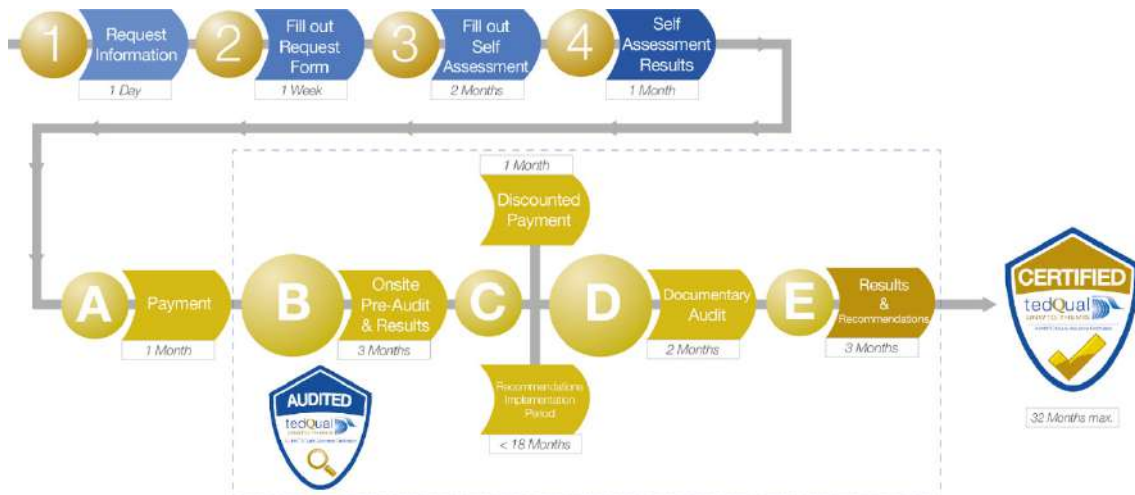 1
Request
Information
1 Day
2
Fill out
Request
Form
1 Week
3
Fill out
Self
Assessment
2 Months
4
Self
Assessment
Results
1 Month
A
Payment
1 Month
B
Onsite
Pre-Audit
& Results
3 Months
AUDITED
tedQual
C
1 Month
Discounted
Payment
Recommendations
Implementation
Period
< 18 Months
D
Documentary
Audit
2 Months
E
Results
&
Recommendations
3 Months
CERTIFIED
tedQual
UNWTO.THEMIS
32 Months max.